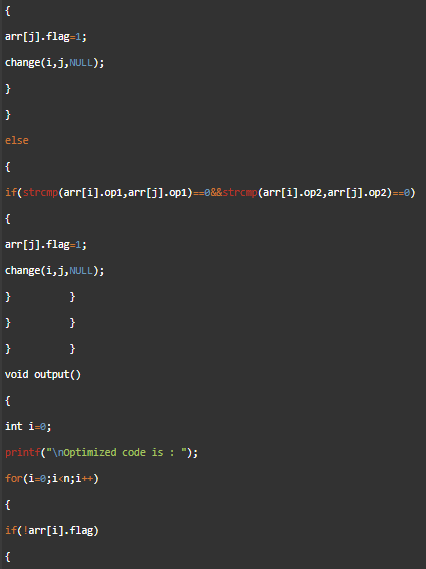 {
arr[j].flag=1;
change(i,j,NULL);
}
}
else
{
if(strcmp(arr[i].op1,arr[j].op1)==0&&strcmp(arr[i].op2,arr[j].op2)==0)
{
arr[j].flag=1;
change(i,j,NULL);
} }
} }
} }
void output()
{
int i=0;
printf("\nOptimized code is : ");
for(i=0;i<n;i++)
{
if(!arr[i].flag)
{